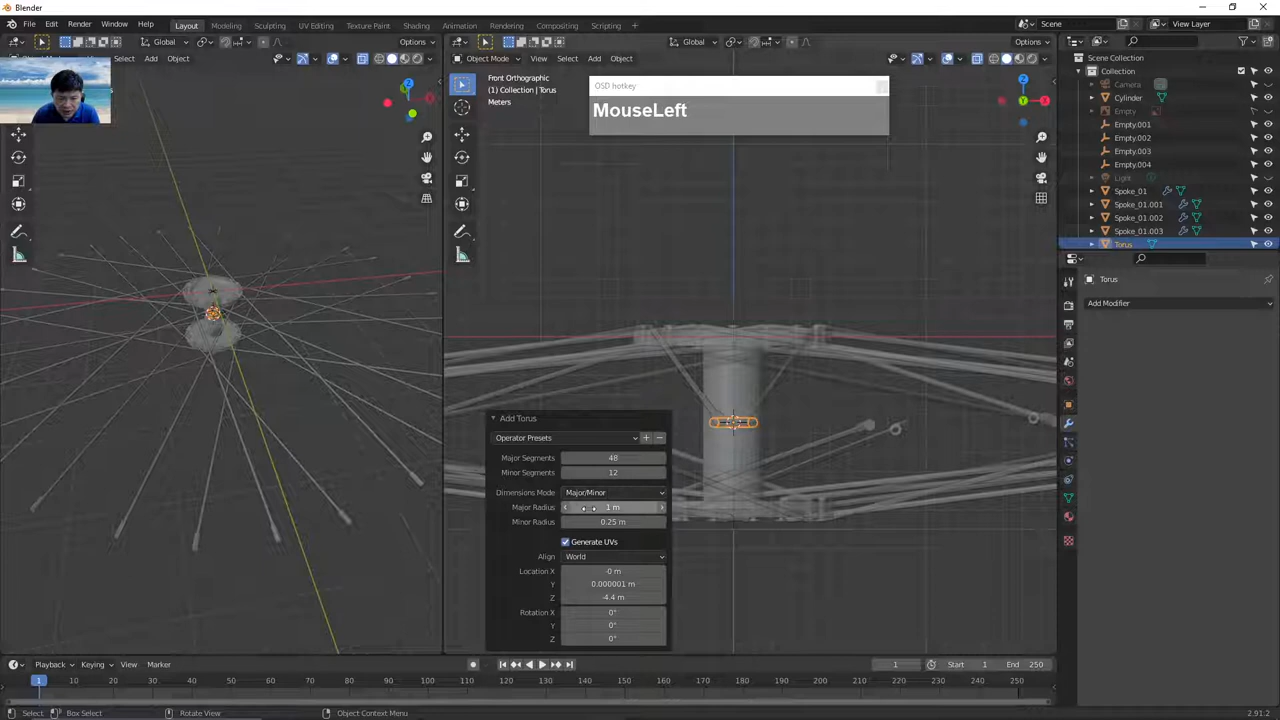 Blender
File Edit Render Window Help Layout Modeling Sculpting UV Editing Texture Paint Shading Animation Rendering Compositing Scripting + Scene View Layer
Global Options Global Options
View Select Add Object Object Mode View Select Add Object
Front Orthographic
(1) Collection | Torus
Meters
OSD hotkey
MouseLeft
Scene Collection
Collection
Camera
Cylinder
Empty
Empty.001
Empty.002
Empty.003
Empty.004
Light
Spoke_01
Spoke_01.001
Spoke_01.002
Spoke_01.003
Torus
Torus
Add Modifier
Add Torus
Operator Presets + −
Major Segments 48
Minor Segments 12
Dimensions Mode Major/Minor
Major Radius 1 m
Minor Radius 0.25 m
Generate UVs
Align World
Location X -0 m
Y 0.000001 m
Z -4.4 m
Rotation X 0°
Y 0°
Z 0°
Playback Keying View Marker 1 Start 1 End 250
1 10 20 30 40 50 60 70 80 90 100 110 120 130 140 150 160 170 180 190 200 210 220 230 240 250
Select Box Select Rotate View Object Context Menu 2.91.2